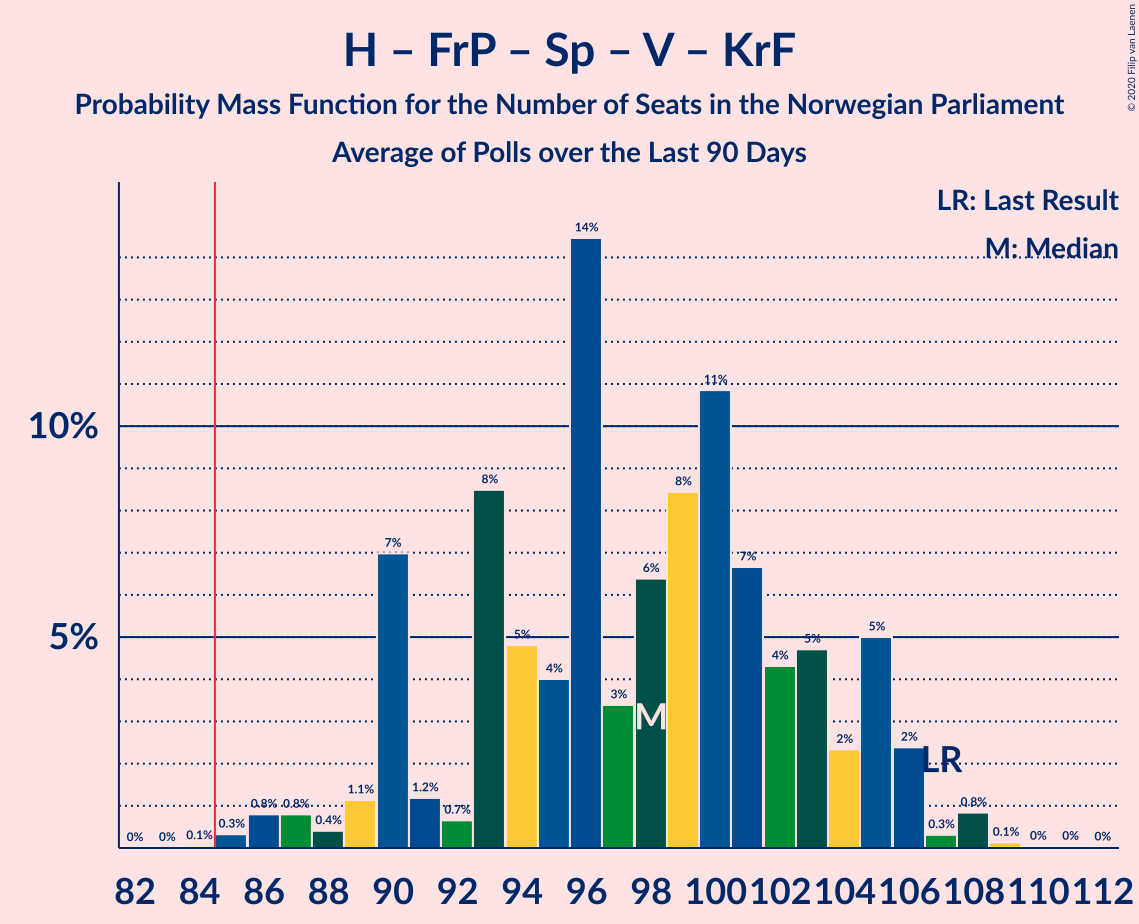 © 2020 Filip van Laenen
H – FrP – Sp – V – KrF
Probability Mass Function for the Number of Seats in the Norwegian Parliament
Average of Polls over the Last 90 Days
LR: Last Result
M: Median
14%
11%
10%
8% 8%
7% 7%
6%
5% 5% 5% 5%
4% 4%
3%
M
2% 2%
LR
0% 0% 0.1% 0.3% 0.8% 0.8% 0.4% 1.1% 1.2% 0.7% 0.3% 0.8% 0.1% 0% 0% 0%
82 84 86 88 90 92 94 96 98 100 102 104 106 108 110 112